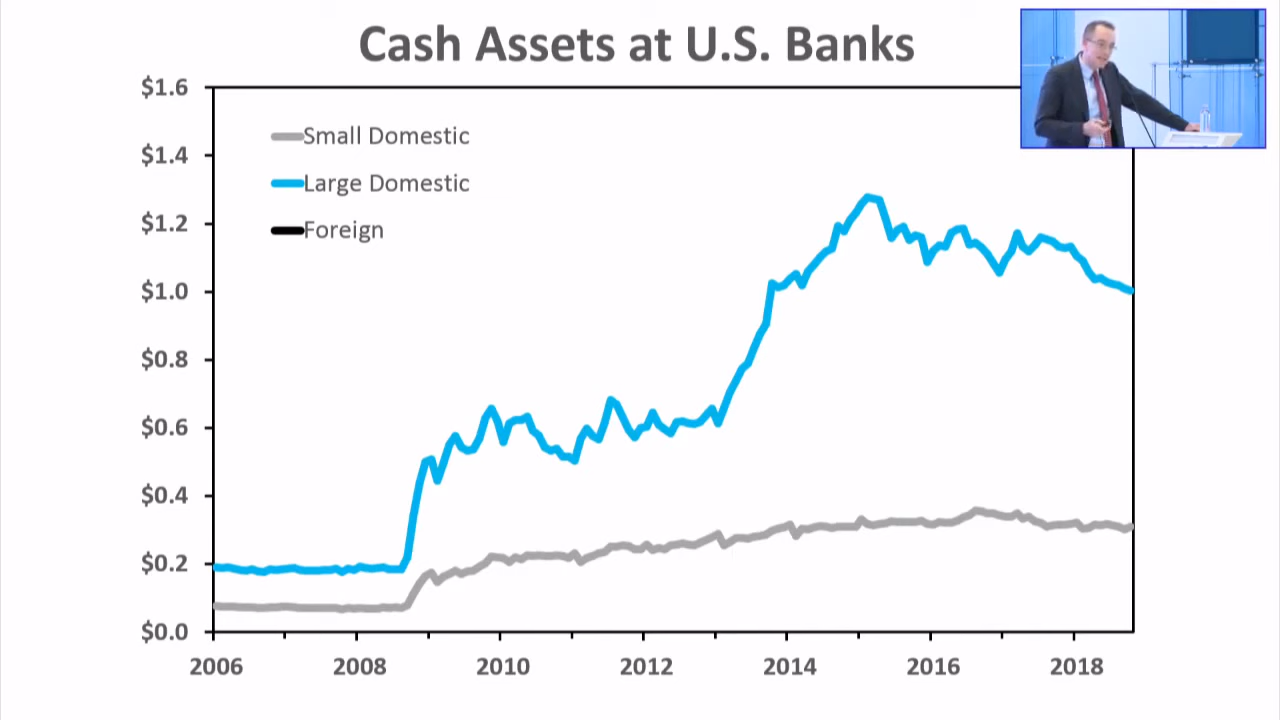 Cash Assets at U.S. Banks
$1.6
$1.4
$1.2
$1.0
$0.8
$0.6
$0.4
$0.2
$0.0
Small Domestic
Large Domestic
Foreign
2006 2008 2010 2012 2014 2016 2018